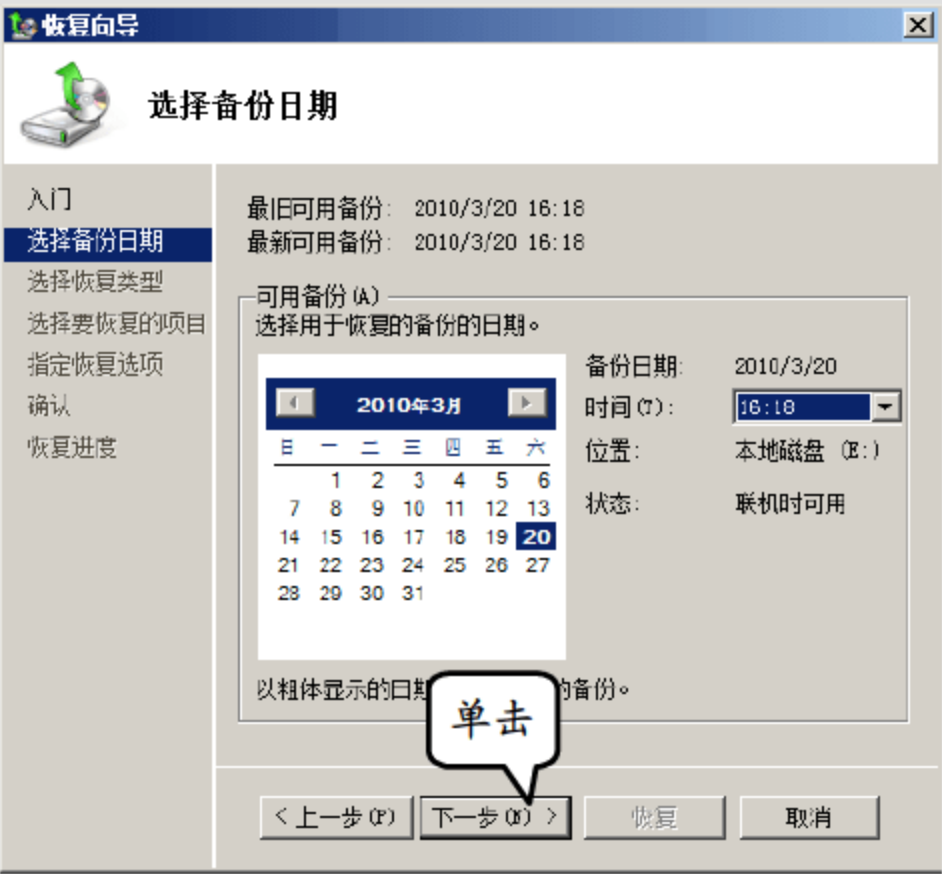 恢复向导
选择备份日期
入门
选择备份日期
选择恢复类型
选择要恢复的项目
指定恢复选项
确认
恢复进度
最旧可用备份: 2010/3/20 16:18
最新可用备份: 2010/3/20 16:18
可用备份(A)
选择用于恢复的备份的日期。
2010年3月
日 一 二 三 四 五 六
1 2 3 4 5 6
7 8 9 10 11 12 13
14 15 16 17 18 19 20
21 22 23 24 25 26 27
28 29 30 31
备份日期: 2010/3/20
时间(T): 16:18
位置: 本地磁盘 (E:)
状态: 联机时可用
以粗体显示的日期 的备份。
单击
< 上一步(P) 下一步(N) > 恢复 取消